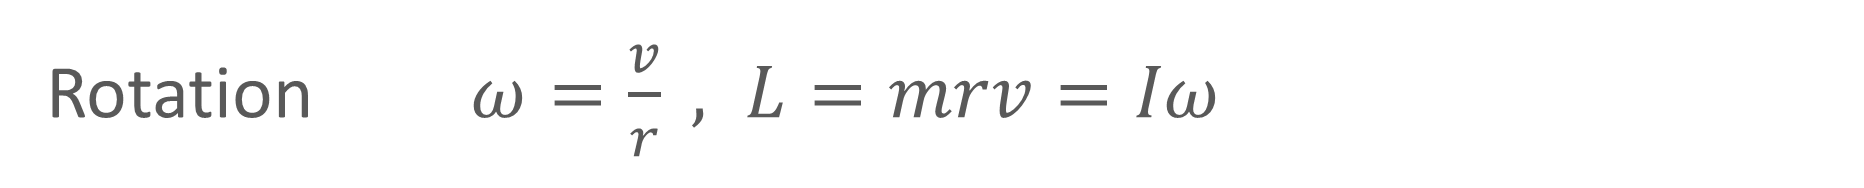 Rotation ω = v/r , L = mrv = Iω